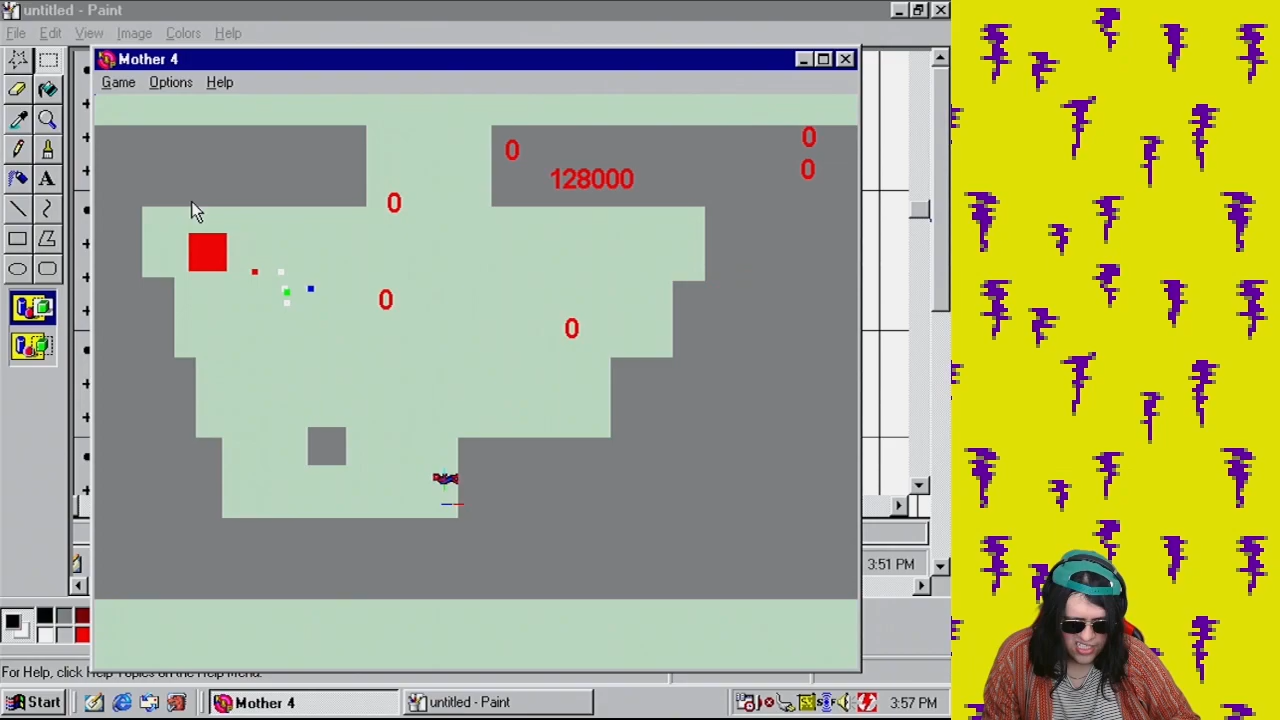 untitled - Paint
File Edit View Image Colors Help
Mother 4
Game Options Help
0
0
128000
0
0
0
0
3:51 PM
For Help, click Help Topics on the Help Menu.
Start Mother 4 untitled - Paint 3:57 PM